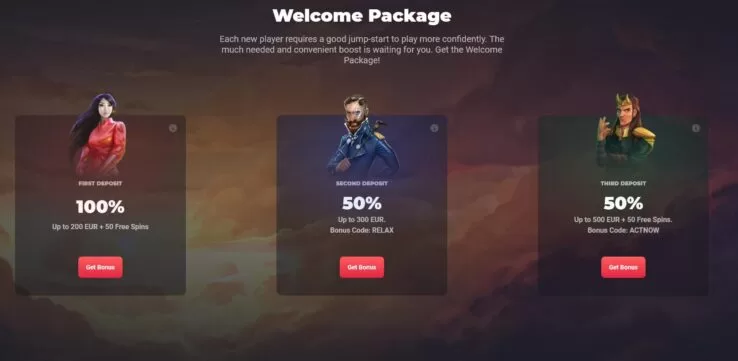 Welcome Package
Each new player requires a good jump-start to play more confidently. The
much needed and convenient boost is waiting for you. Get the Welcome
Package!
FIRST DEPOSIT
100%
Up to 200 EUR + 50 Free Spins
Get Bonus
SECOND DEPOSIT
50%
Up to 300 EUR.
Bonus Code: RELAX
Get Bonus
THIRD DEPOSIT
50%
Up to 500 EUR + 50 Free Spins.
Bonus Code: ACTNOW
Get Bonus